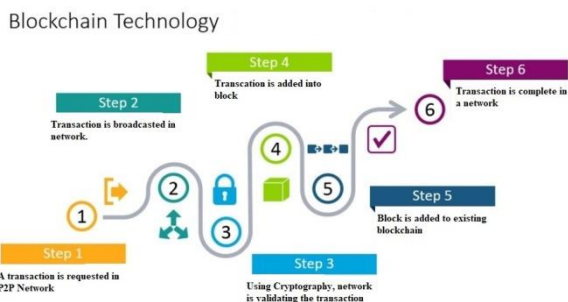 Blockchain Technology
Step 1
A transaction is requested in
P2P Network
1
Step 2
Transaction is broadcasted in
network.
2
3
Step 3
Using Cryptography, network
is validating the transaction
Step 4
Transcation is added into
block
4
5
Step 5
Block is added to existing
blockchain
Step 6
Transaction is complete in
a network
6